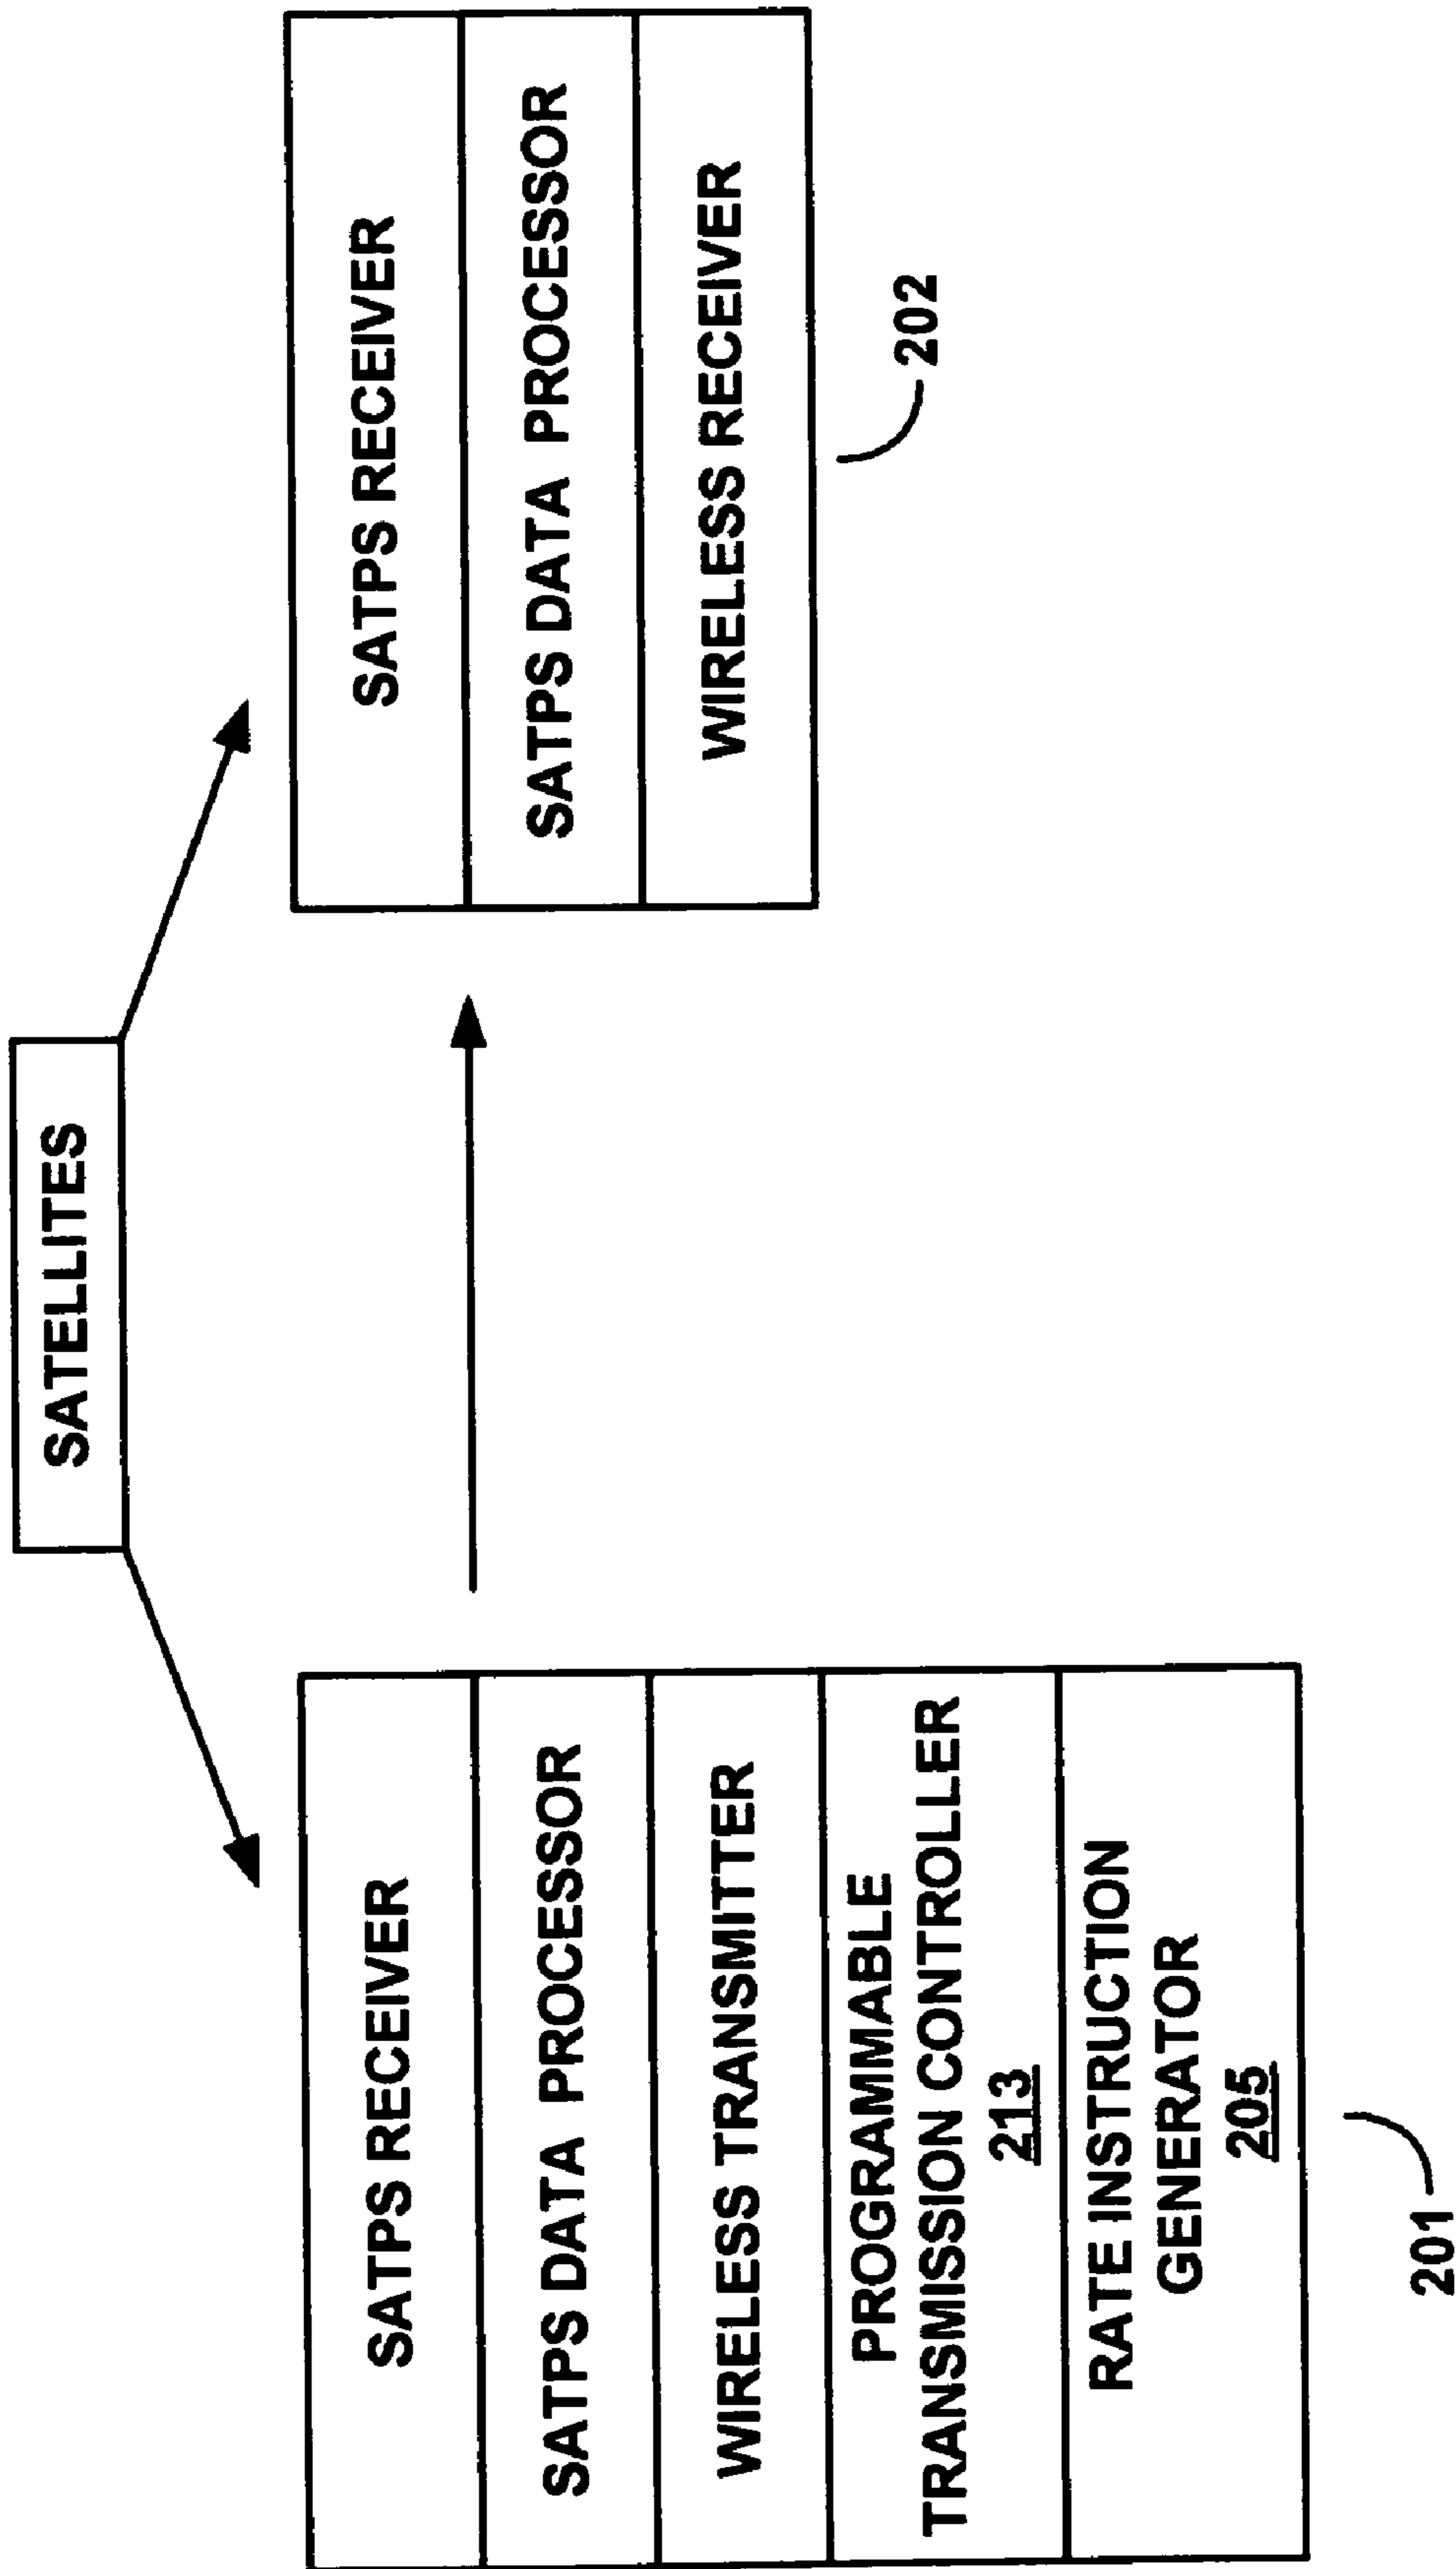 SATELLITES
SATPS RECEIVER
SATPS DATA PROCESSOR
WIRELESS TRANSMITTER
PROGRAMMABLE
TRANSMISSION CONTROLLER
213
RATE INSTRUCTION
GENERATOR
205
201
SATPS RECEIVER
SATPS DATA PROCESSOR
WIRELESS RECEIVER
202